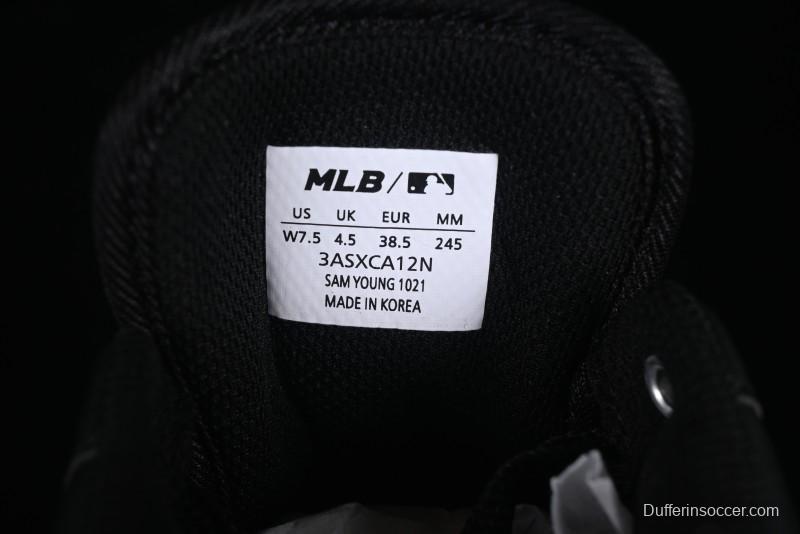 MLB /
US UK EUR MM
W7.5 4.5 38.5 245
3ASXCA12N
SAM YOUNG 1021
MADE IN KOREA
Dufferinsoccer.com